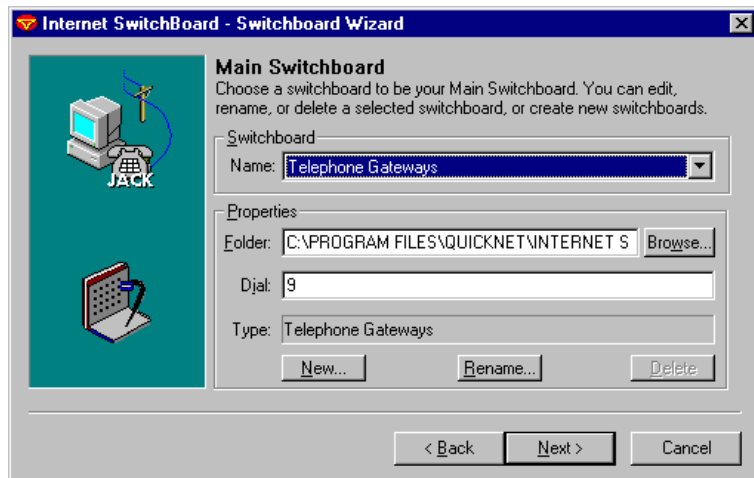 Internet SwitchBoard - Switchboard Wizard
Main Switchboard
Choose a switchboard to be your Main Switchboard. You can edit,
rename, or delete a selected switchboard, or create new switchboards.
JACK
Switchboard
Name: Telephone Gateways
Properties
Folder: C:\PROGRAM FILES\QUICKNET\INTERNET S Browse...
Dial: 9
Type: Telephone Gateways
New... Rename... Delete
< Back Next > Cancel